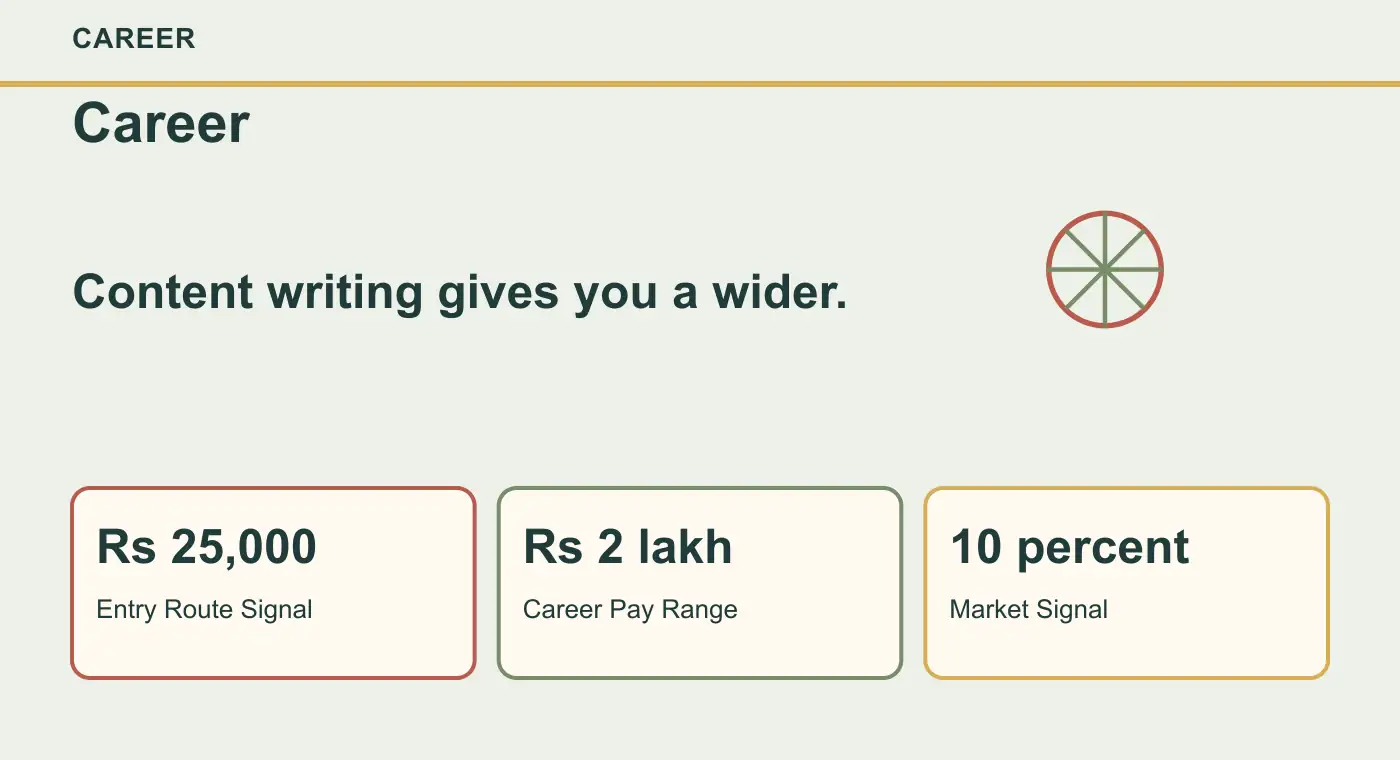 CAREER
Career
Content writing gives you a wider.
Rs 25,000
Entry Route Signal
Rs 2 lakh
Career Pay Range
10 percent
Market Signal